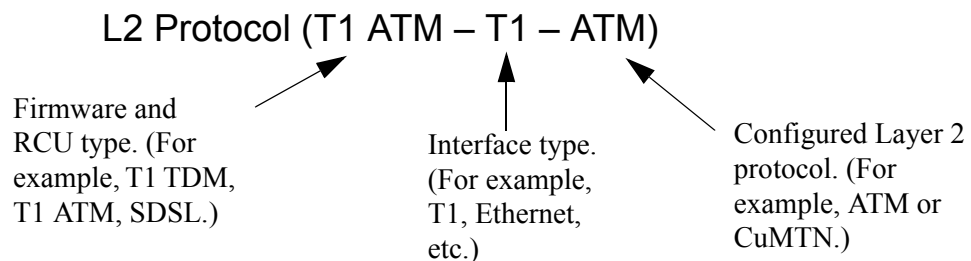 L2 Protocol (T1 ATM – T1 – ATM)
Firmware and
RCU type. (For
example, T1 TDM,
T1 ATM, SDSL.)
Interface type.
(For example,
T1, Ethernet,
etc.)
Configured Layer 2
protocol. (For
example, ATM or
CuMTN.)